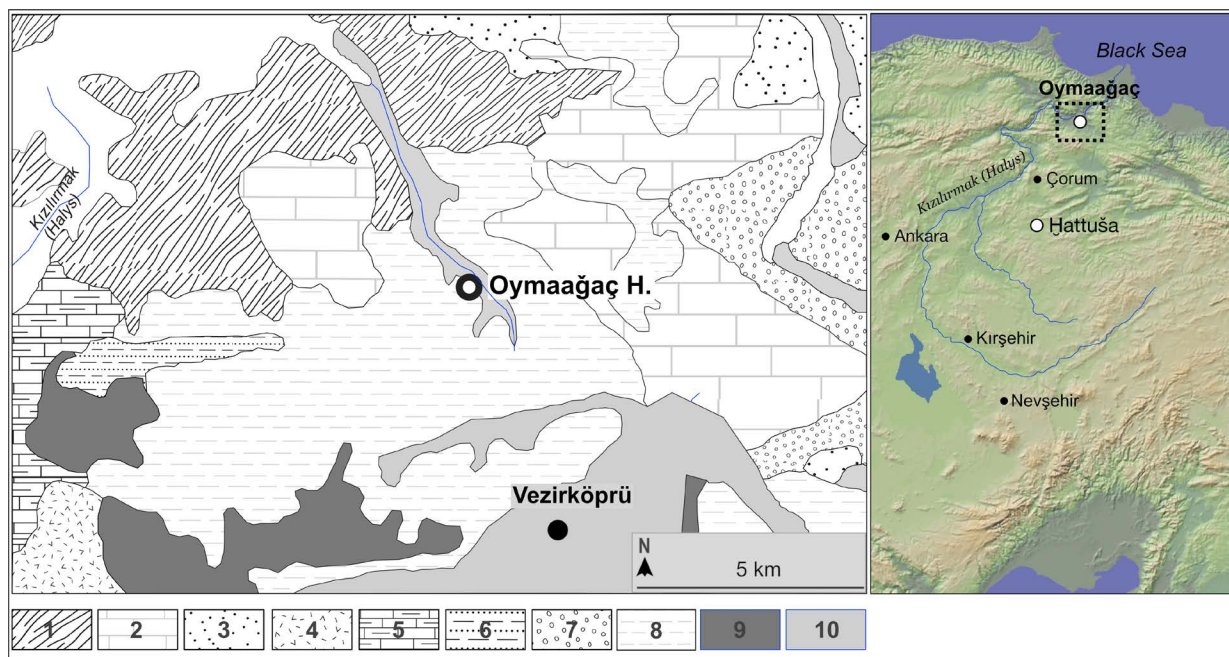 Kızılırmak
(Halys)
Oymaağaç H.
Vezirköprü
N
5 km
1 2 3 4 5 6 7 8 9 10
Black Sea
Oymaağaç
Kızılırmak (Halys)
Çorum
Ankara
Ḫattuša
Kırşehir
Nevşehir